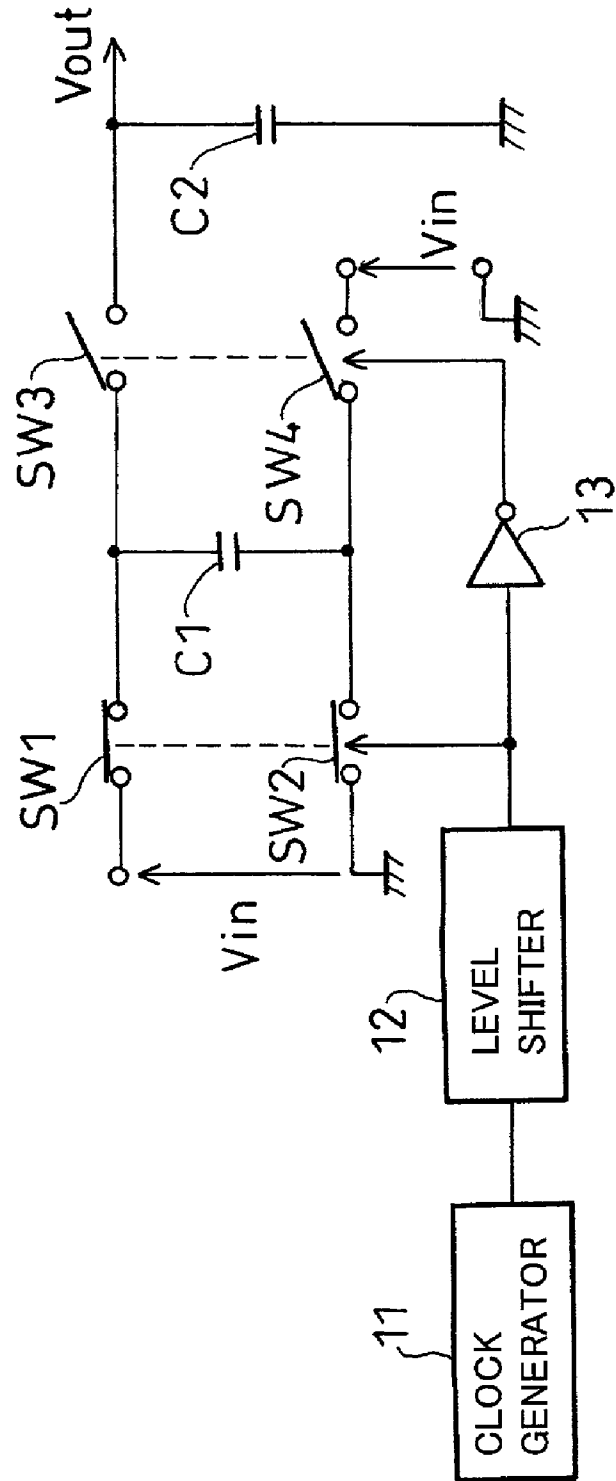 Vout
SW3
SW1
C2
C1
SW4
Vin
SW2
Vin
13
12
LEVEL
SHIFTER
11
CLOCK
GENERATOR